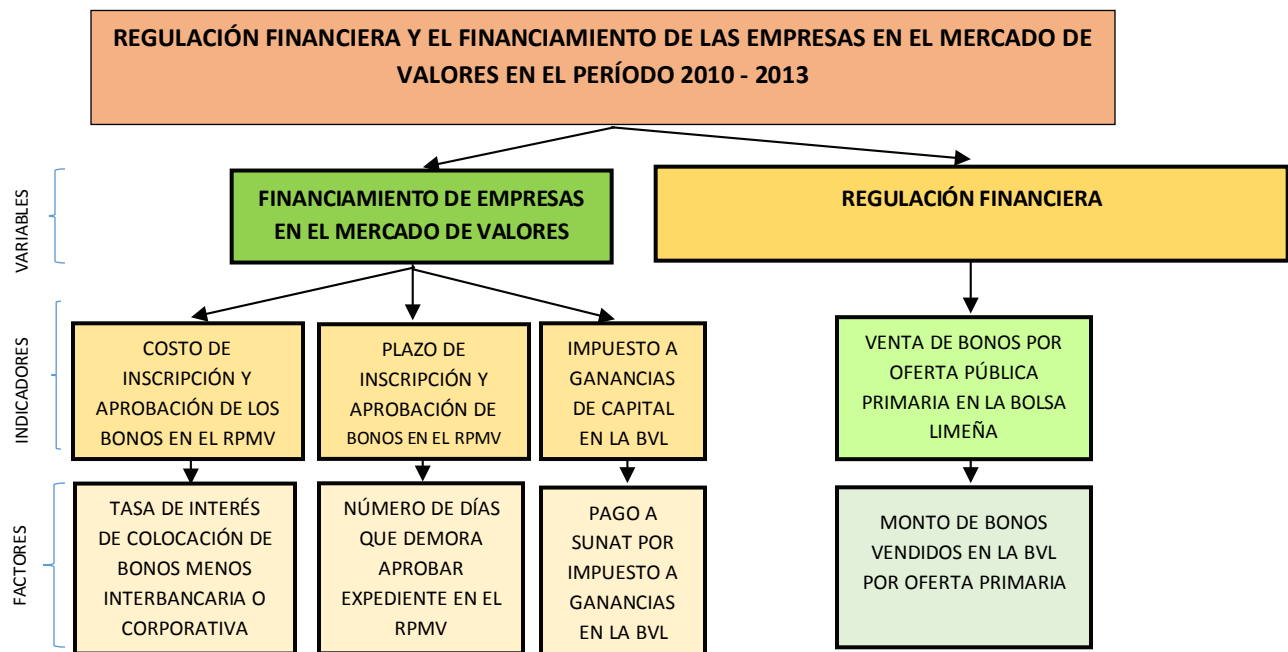 REGULACIÓN FINANCIERA Y EL FINANCIAMIENTO DE LAS EMPRESAS EN EL MERCADO DE
VALORES EN EL PERÍODO 2010 - 2013
VARIABLES
FINANCIAMIENTO DE EMPRESAS
EN EL MERCADO DE VALORES
REGULACIÓN FINANCIERA
INDICADORES
COSTO DE
INSCRIPCIÓN Y
APROBACIÓN DE LOS
BONOS EN EL RPMV
PLAZO DE
INSCRIPCIÓN Y
APROBACIÓN DE
BONOS EN EL RPMV
IMPUESTO A
GANANCIAS
DE CAPITAL
EN LA BVL
VENTA DE BONOS POR
OFERTA PÚBLICA
PRIMARIA EN LA BOLSA
LIMEÑA
FACTORES
TASA DE INTERÉS
DE COLOCACIÓN DE
BONOS MENOS
INTERBANCARIA O
CORPORATIVA
NÚMERO DE DÍAS
QUE DEMORA
APROBAR
EXPEDIENTE EN EL
RPMV
PAGO A
SUNAT POR
IMPUESTO A
GANANCIAS
EN LA BVL
MONTO DE BONOS
VENDIDOS EN LA BVL
POR OFERTA PRIMARIA